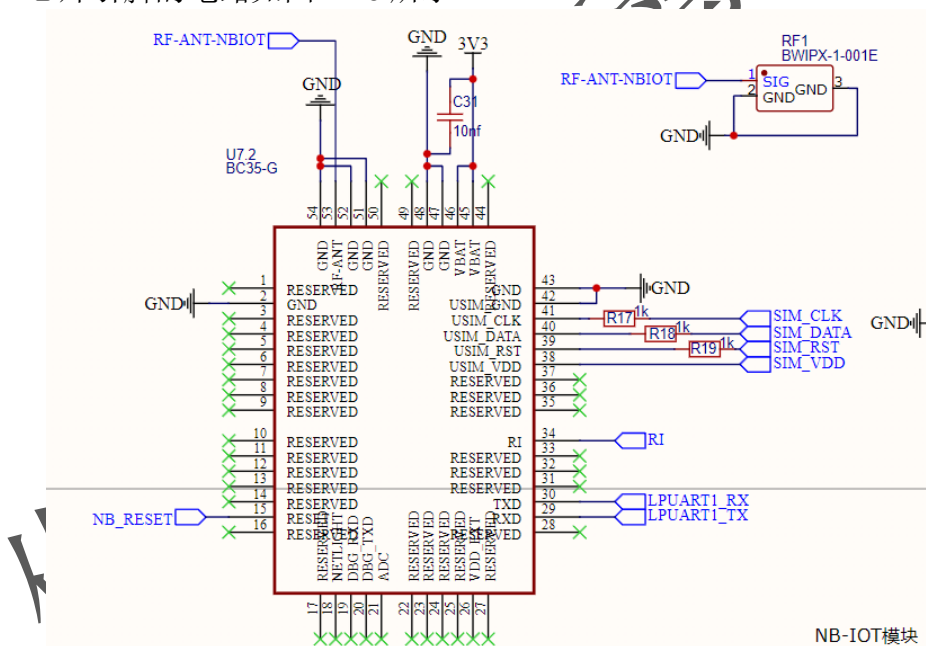 RF-ANT-NBIOT
GND
3V3
GND
C31
10nf
RF1
BWIPX-1-001E
RF-ANT-NBIOT
1
SIG
2
GND
GND
3
GND
U7.2
BC35-G
54
53
52
51
50
49
48
47
46
45
44
GND
RF-ANT
GND
GND
RESERVED
RESERVED
GND
GND
VBAT
VBAT
RESERVED
1 RESERVED
GND 2 GND
3 RESERVED
4 RESERVED
5 RESERVED
6 RESERVED
7 RESERVED
8 RESERVED
9 RESERVED
10 RESERVED
11 RESERVED
12 RESERVED
13 RESERVED
14 RESERVED
NB_RESET 15 RESET
16 RESERVED
GND 43 GND
USIM_GND 42
USIM_CLK 41 R17 1k SIM_CLK
USIM_DATA 40 R18 1k SIM_DATA
USIM_RST 39 R19 1k SIM_RST
USIM_VDD 38 SIM_VDD
RESERVED 37
RESERVED 36
RESERVED 35
RI 34 RI
RESERVED 33
RESERVED 32
RESERVED 31
TXD 30 LPUART1_RX
RXD 29 LPUART1_TX
RESERVED 28
GND
RESERVED
NETLIGHT
DBG_RXD
DBG_TXD
ADC
RESERVED
RESERVED
RESERVED
RESERVED
VDD_EXT
RESERVED
17
18
19
20
21
22
23
24
25
26
27
NB-IOT模块